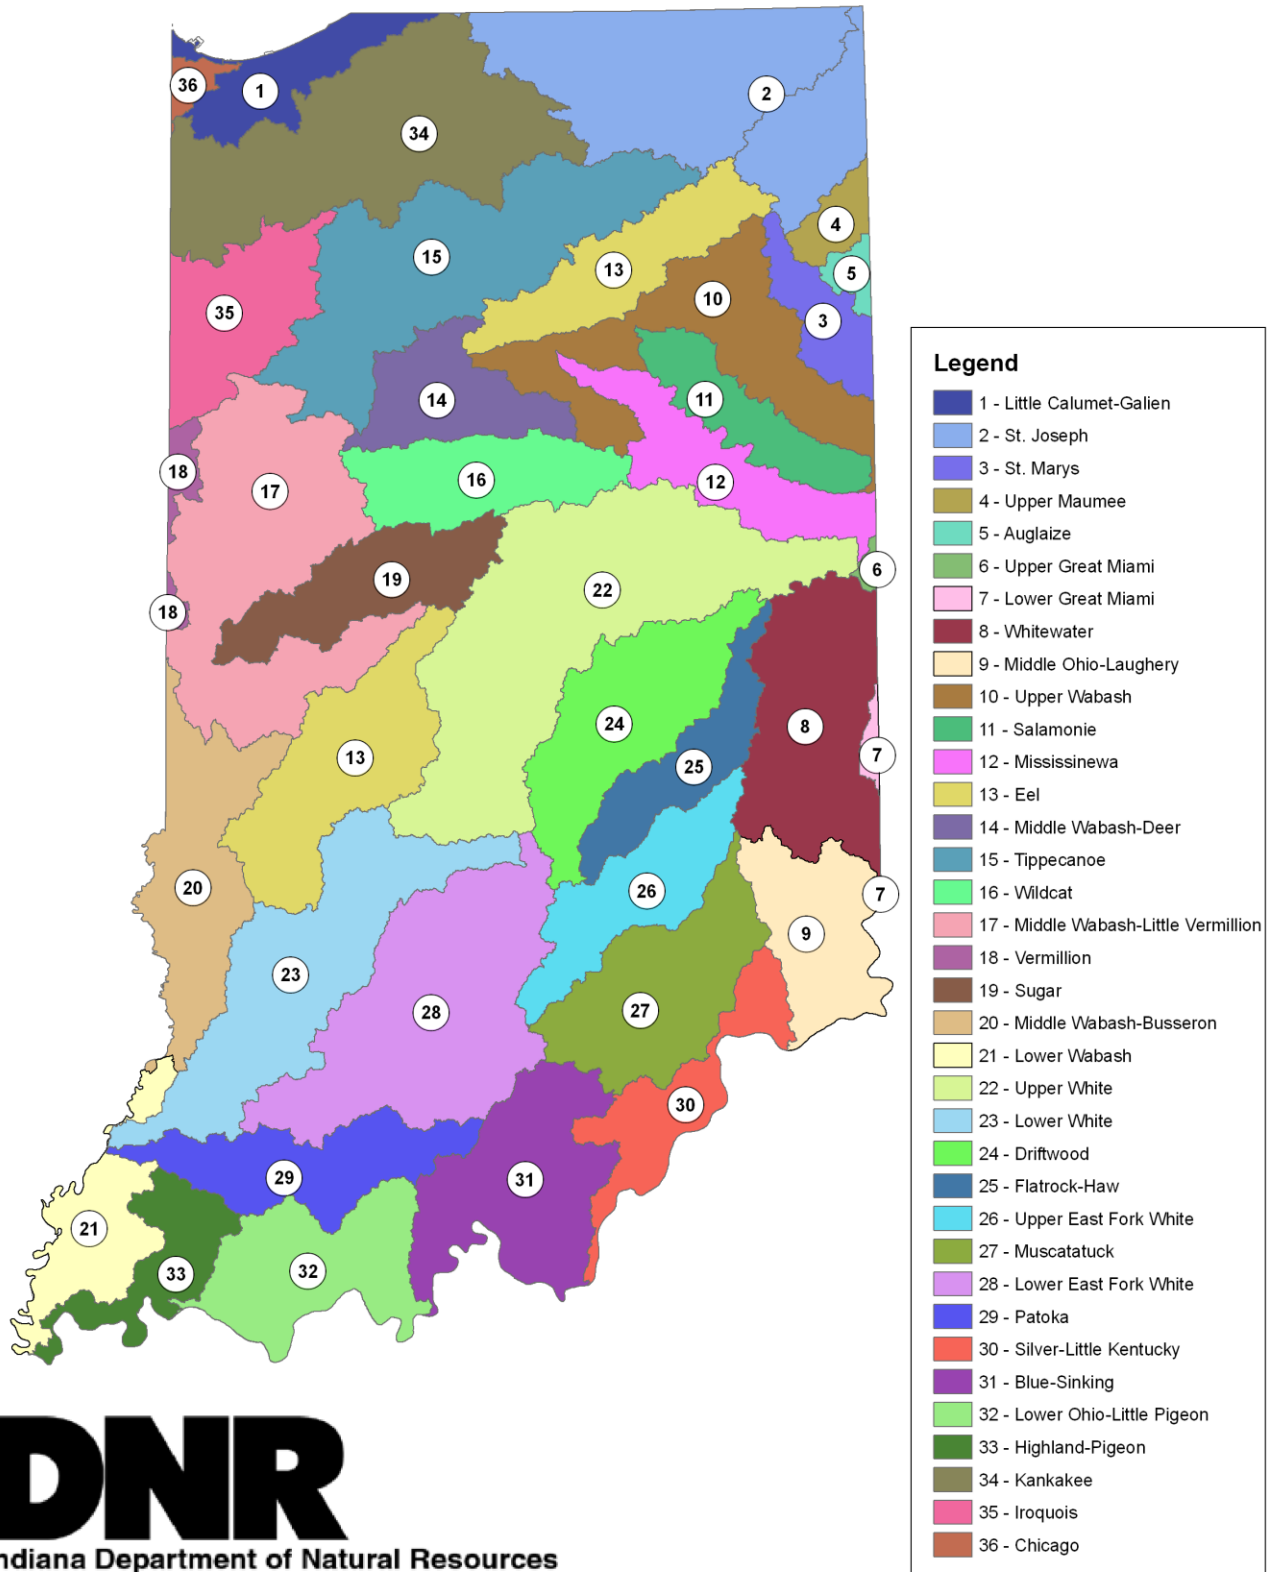 36
1
2
34
4
15
13
5
10
35
3
14
11
18
16
12
17
6
19
22
18
24
8
13
7
25
20
26
7
9
23
27
28
30
29
31
21
32
33
Legend
1 - Little Calumet-Galien
2 - St. Joseph
3 - St. Marys
4 - Upper Maumee
5 - Auglaize
6 - Upper Great Miami
7 - Lower Great Miami
8 - Whitewater
9 - Middle Ohio-Laughery
10 - Upper Wabash
11 - Salamonie
12 - Mississinewa
13 - Eel
14 - Middle Wabash-Deer
15 - Tippecanoe
16 - Wildcat
17 - Middle Wabash-Little Vermillion
18 - Vermillion
19 - Sugar
20 - Middle Wabash-Busseron
21 - Lower Wabash
22 - Upper White
23 - Lower White
24 - Driftwood
25 - Flatrock-Haw
26 - Upper East Fork White
27 - Muscatatuck
28 - Lower East Fork White
29 - Patoka
30 - Silver-Little Kentucky
31 - Blue-Sinking
32 - Lower Ohio-Little Pigeon
33 - Highland-Pigeon
34 - Kankakee
35 - Iroquois
36 - Chicago
DNR
ndiana Department of Natural Resources